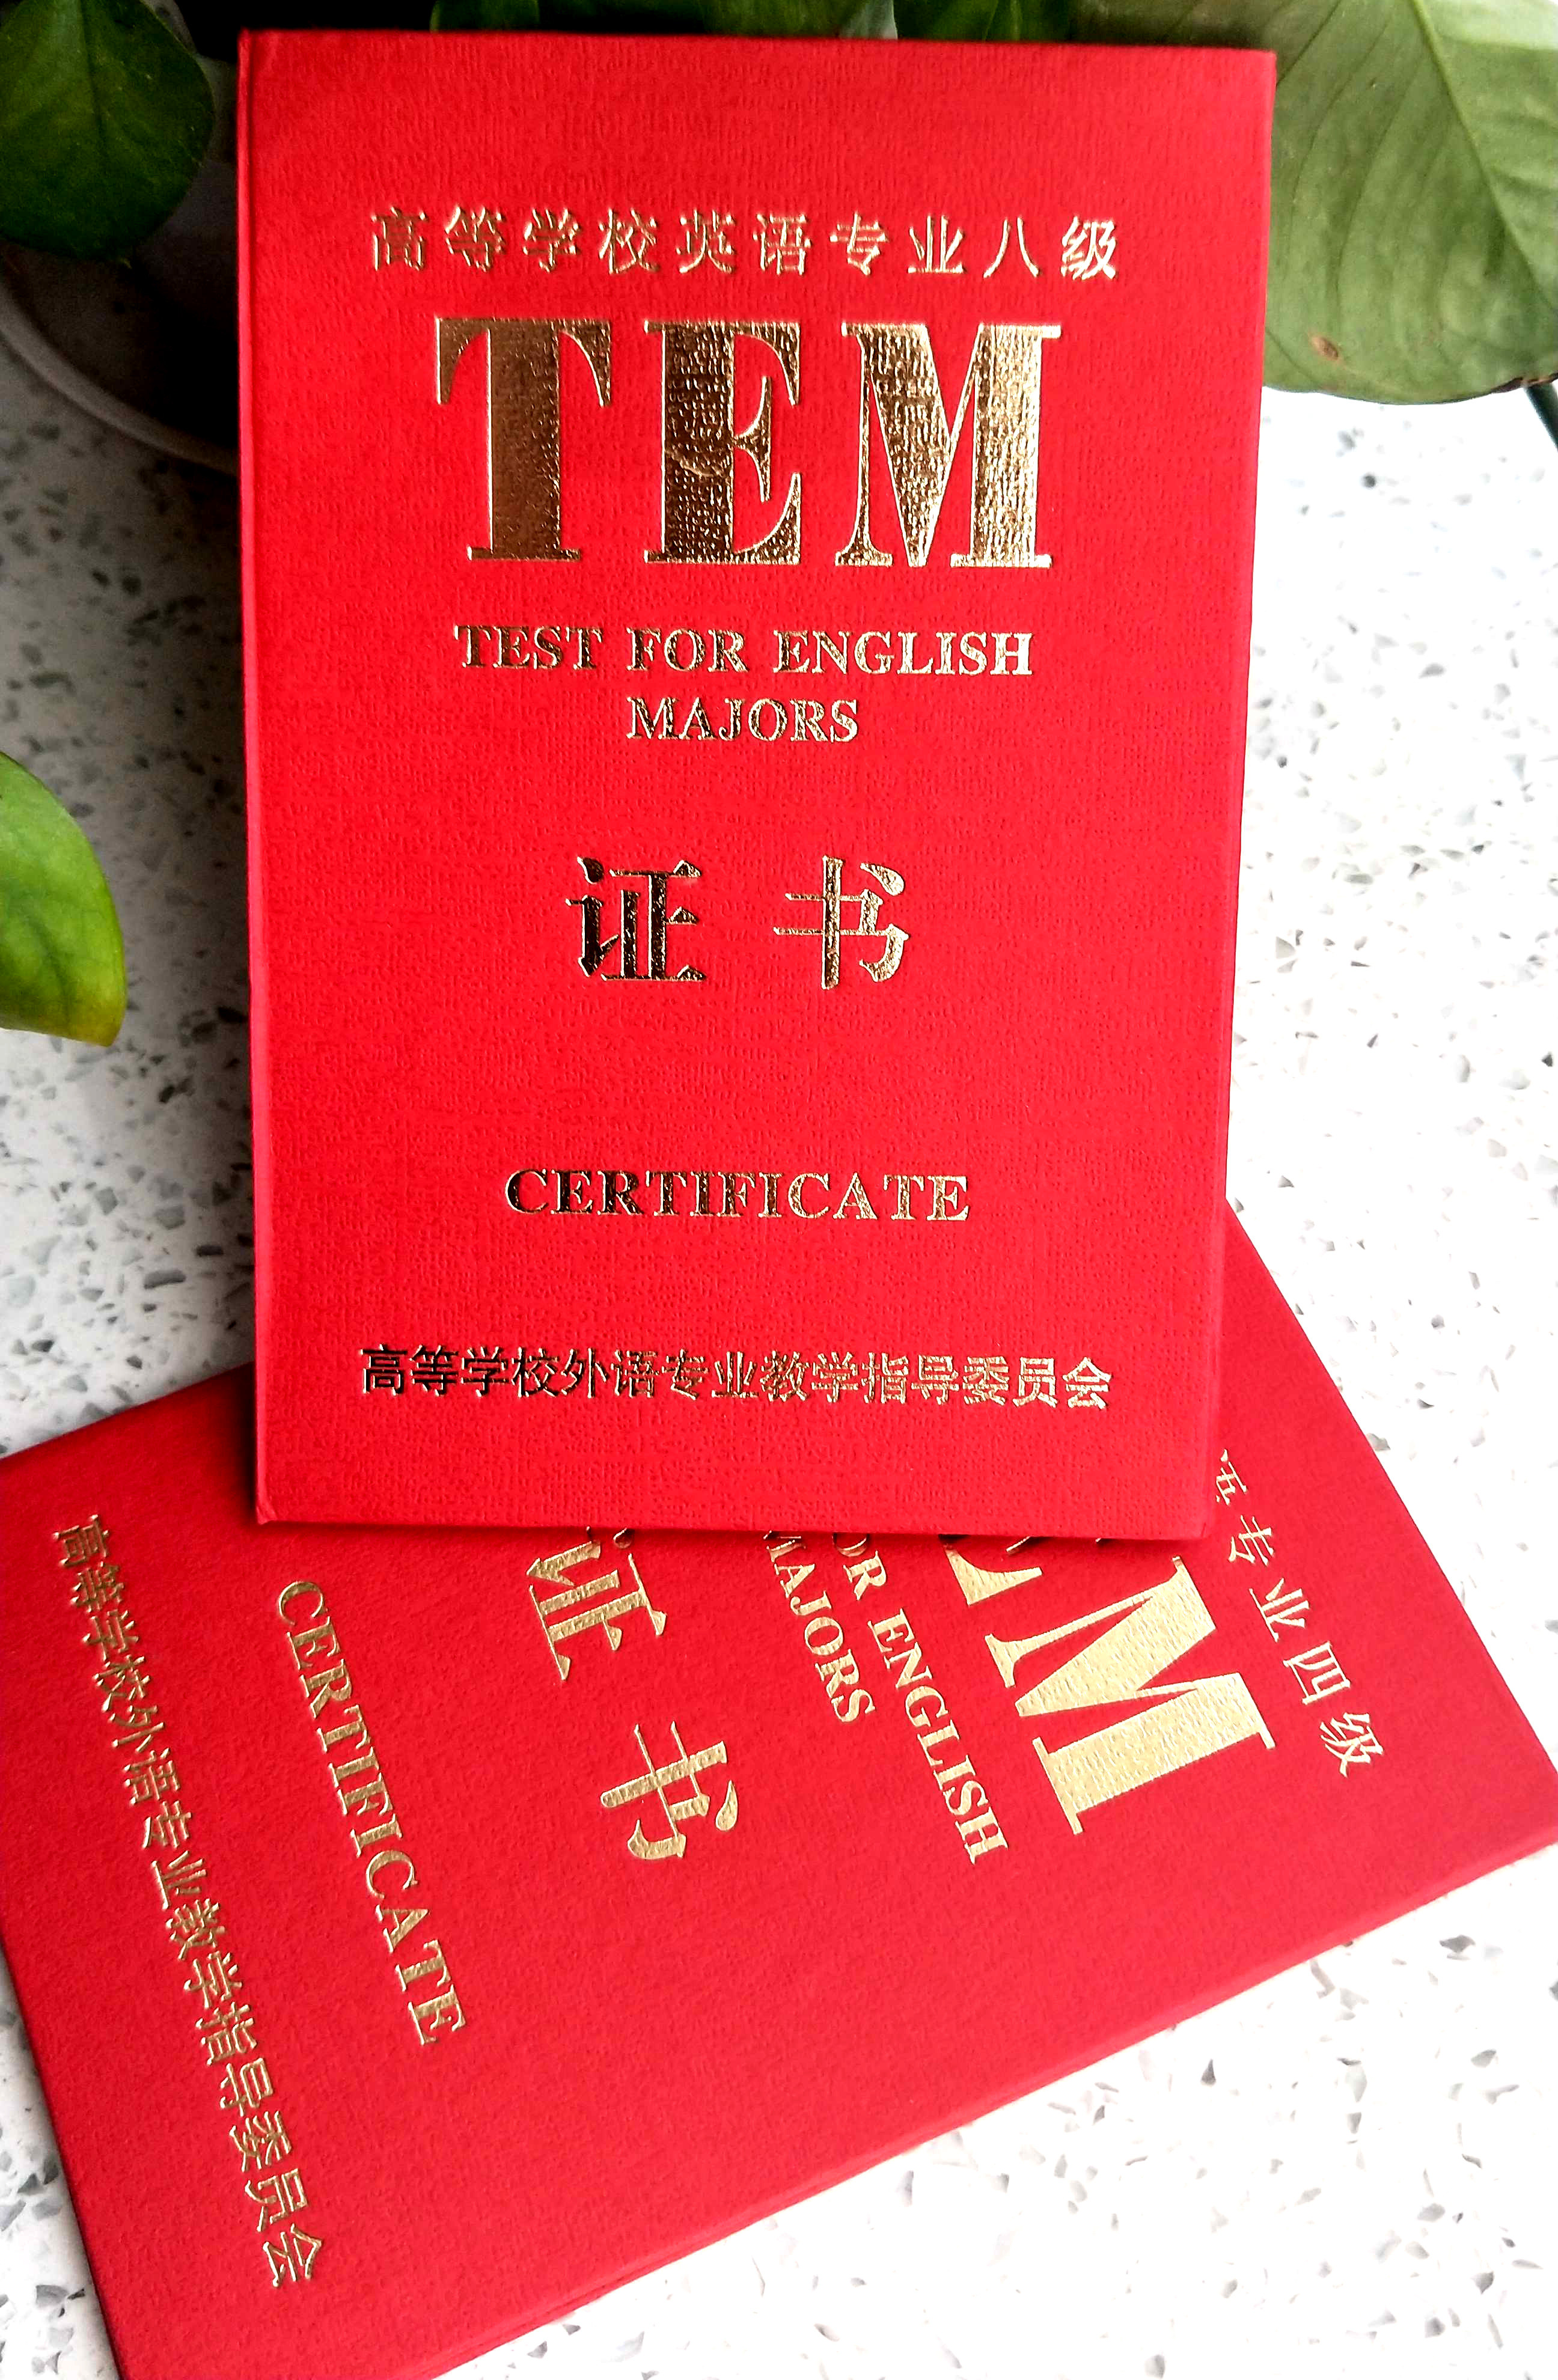 高等学校英语专业八级
TEM
TEST FOR ENGLISH
MAJORS
证书
CERTIFICATE
高等学校外语专业教学指导委员会
专业四级
M
ENGLISH
MAJORS
证书
CERTIFICATE
高等学校外语专业教学指导委员会